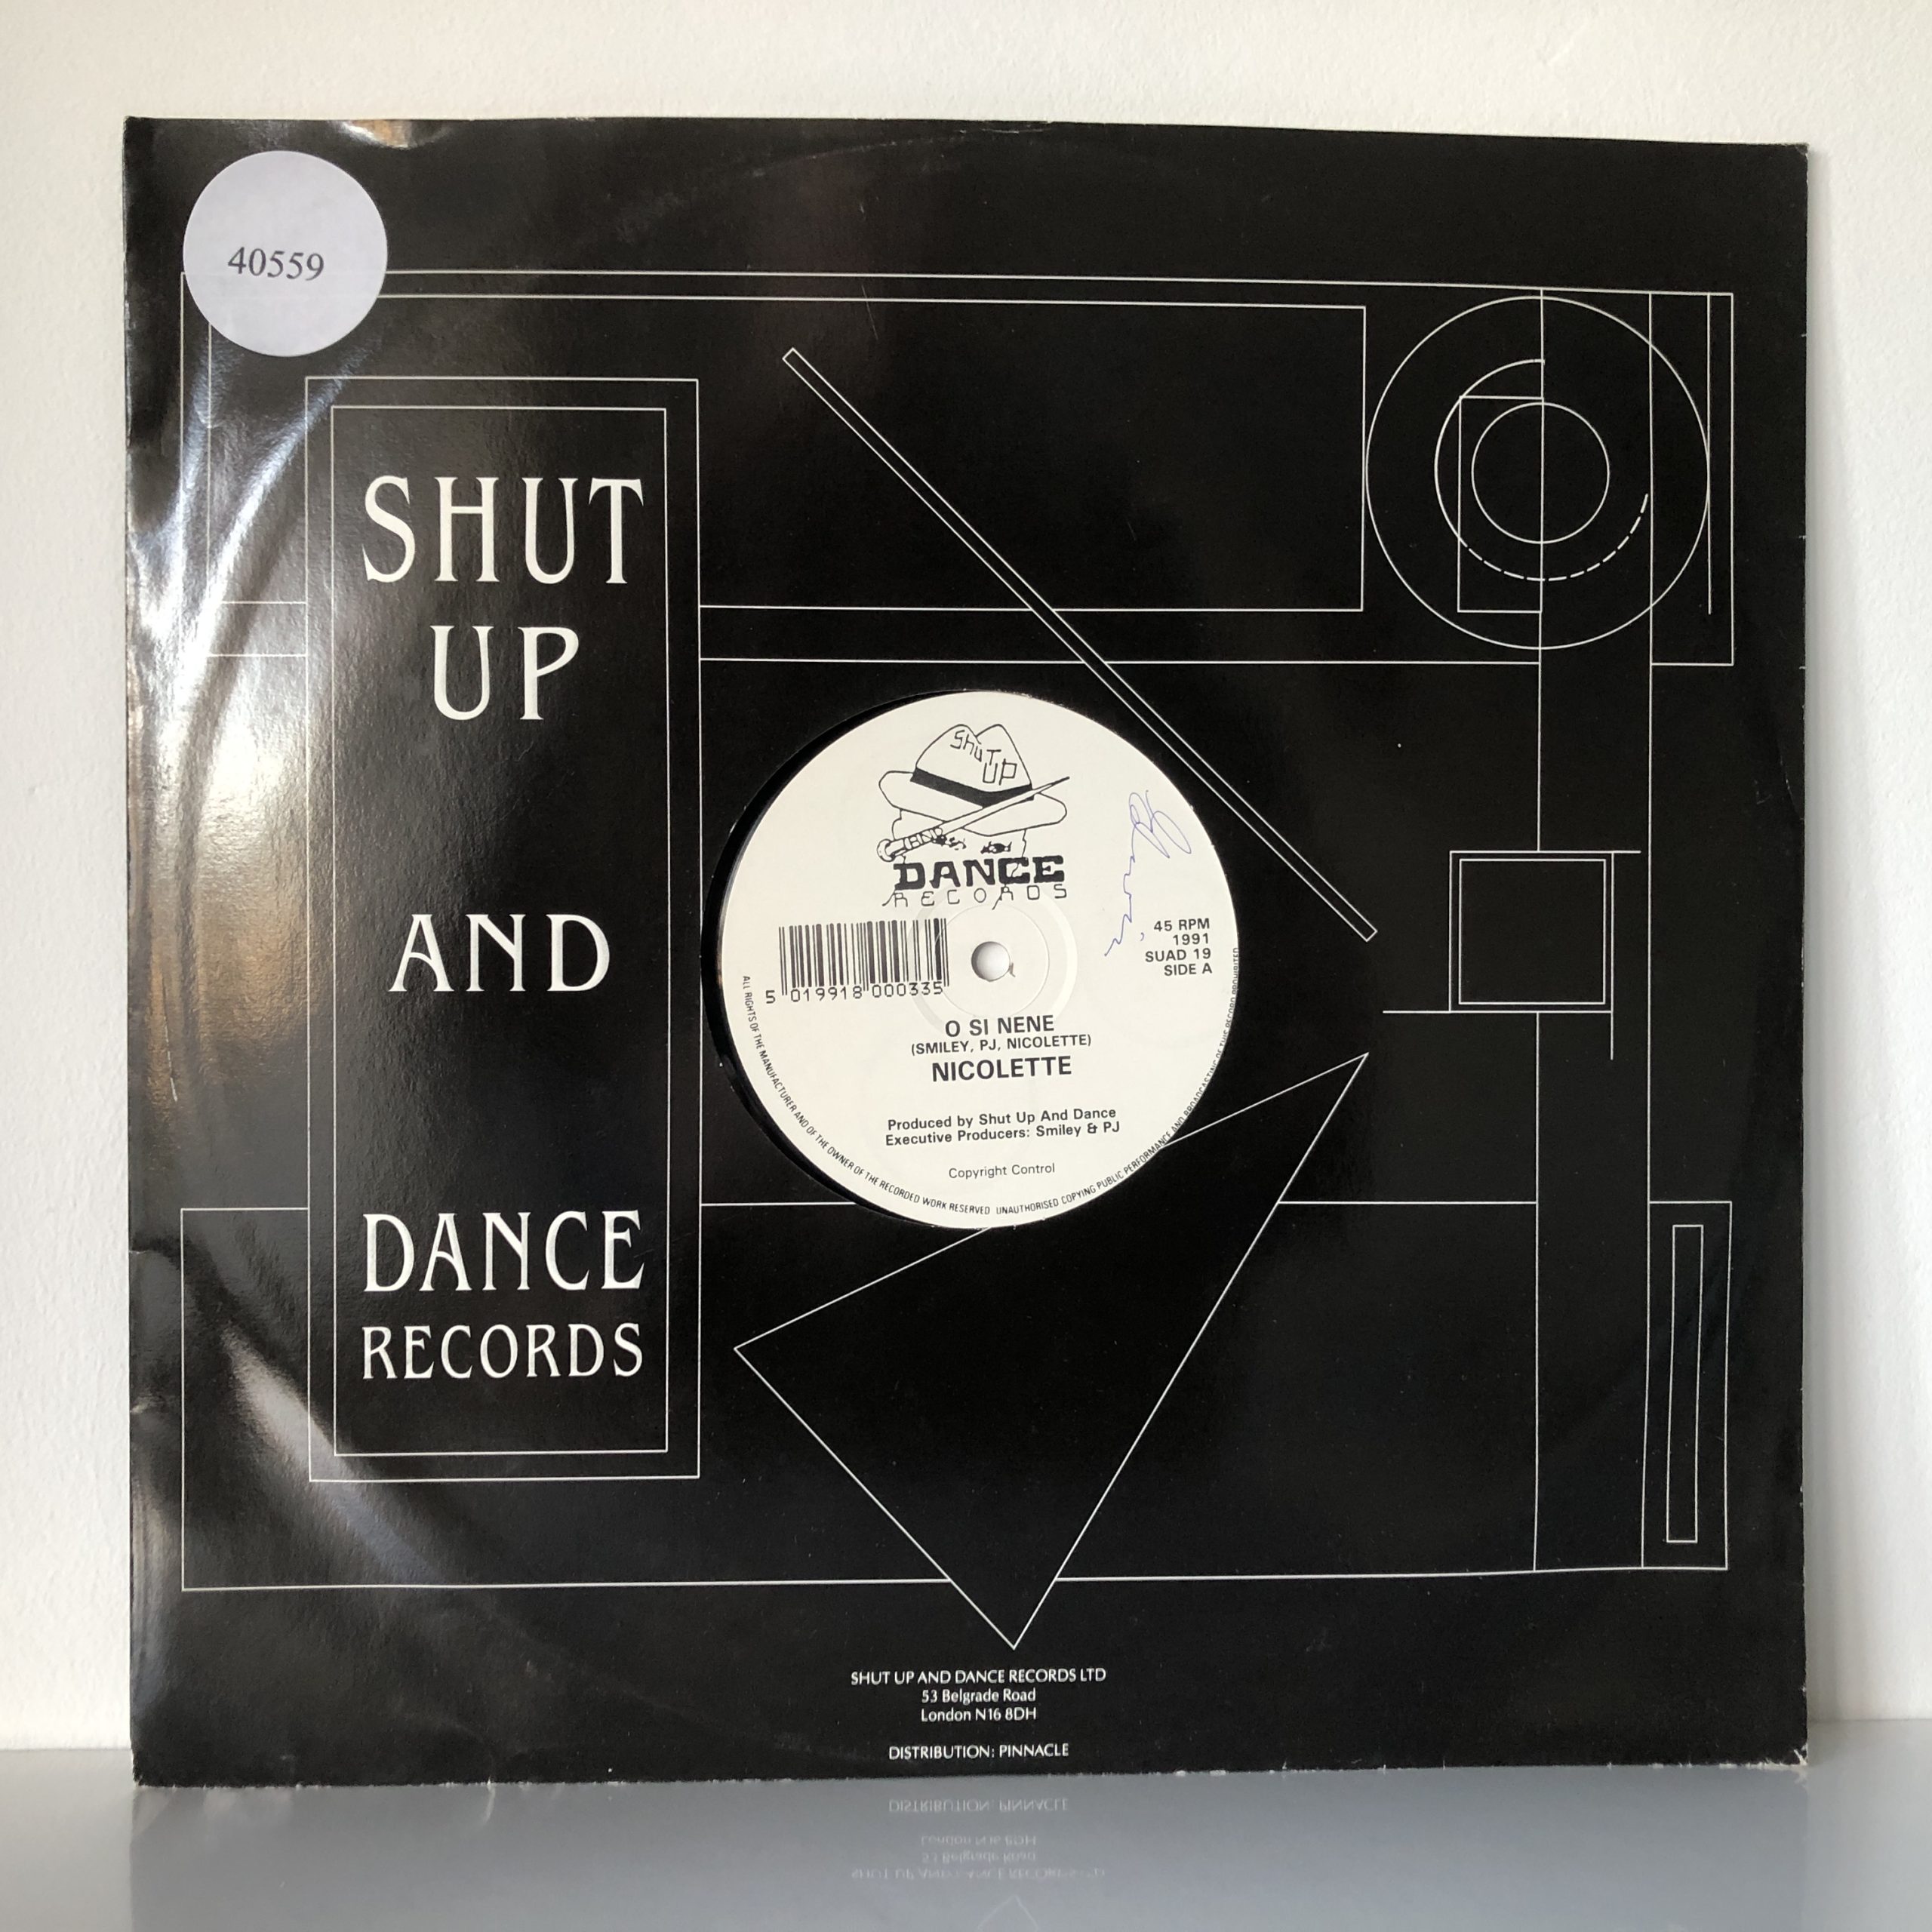 40559
SHUT
UP
AND
DANCE
RECORDS
SHUT
UP
DANCE
RECORDS
45 RPM
1991
SUAD 19
SIDE A
5 019918 000335
O SI NENE
(SMILEY, PJ, NICOLETTE)
NICOLETTE
Produced by Shut Up And Dance
Executive Producers: Smiley & PJ
Copyright Control
ALL RIGHTS OF THE MANUFACTURER AND OF THE OWNER OF THE RECORDED WORK RESERVED UNAUTHORISED COPYING PUBLIC PERFORMANCE AND BROADCASTING OF THIS RECORD PROHIBITED
SHUT UP AND DANCE RECORDS LTD
53 Belgrade Road
London N16 8DH
DISTRIBUTION: PINNACLE